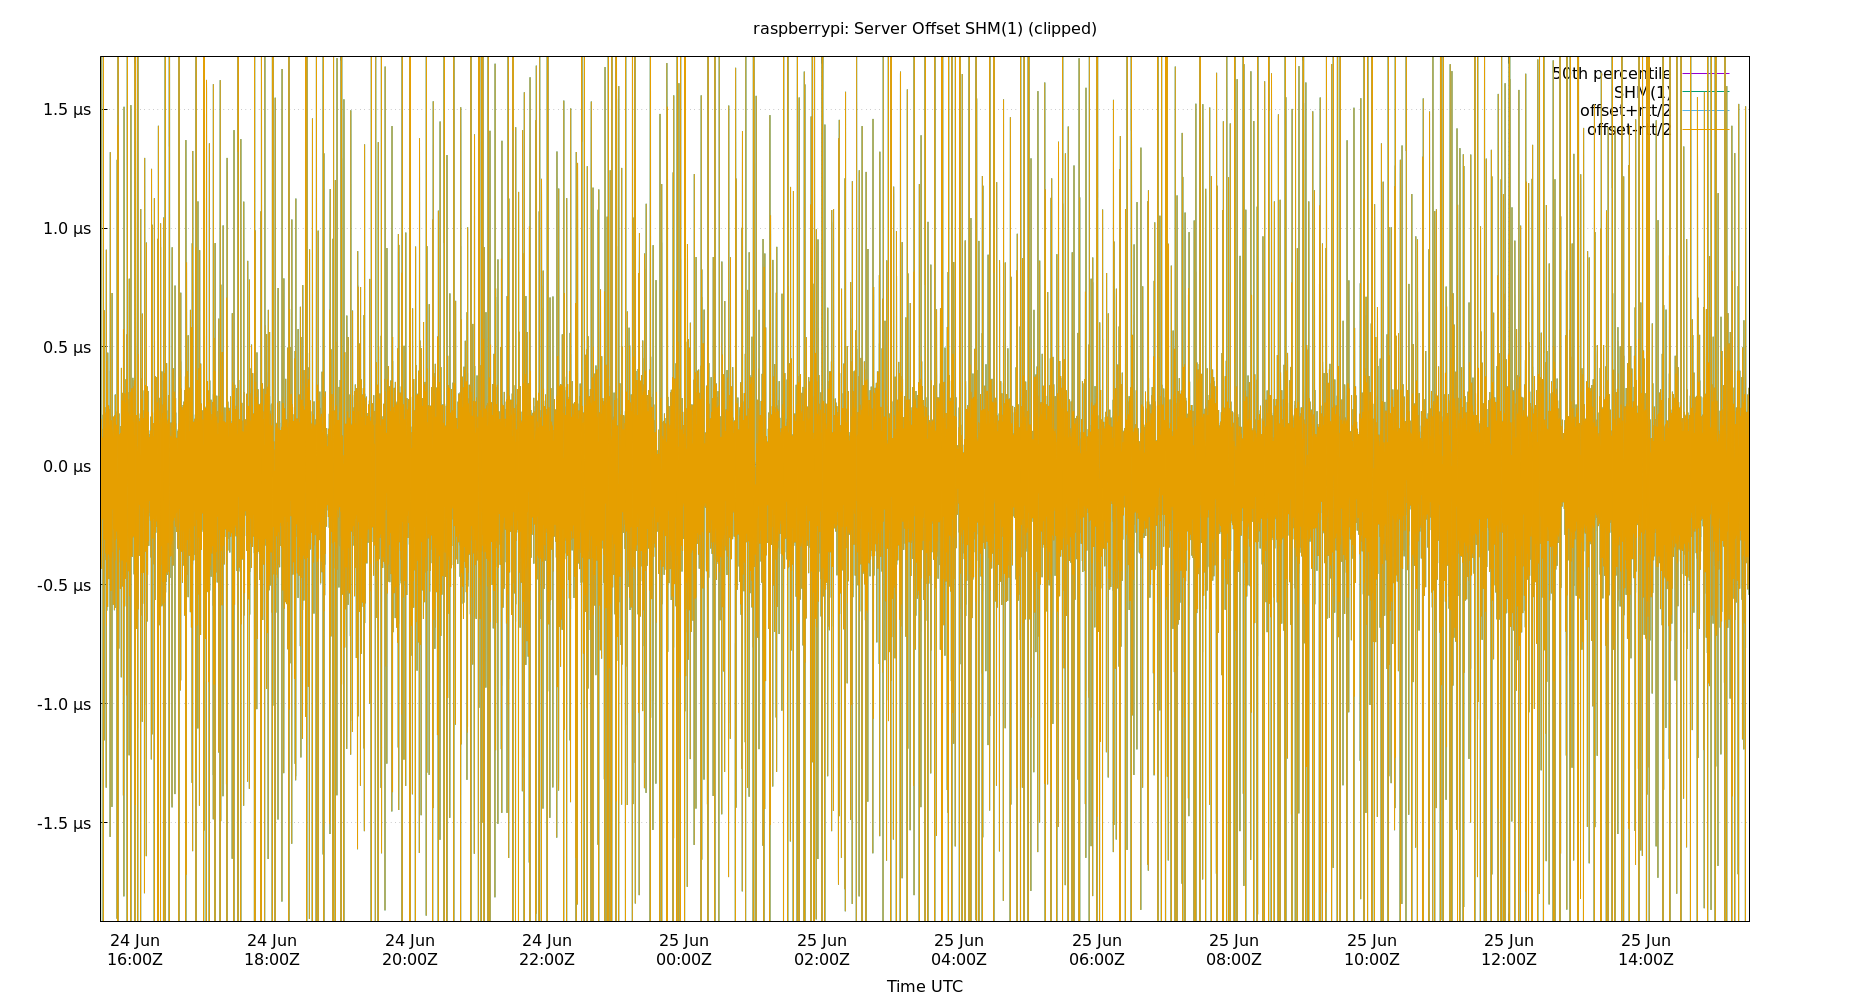 raspberrypi: Server Offset SHM(1) (clipped)
50th percentile
SHM(1)
offset+rtt/2
offset-rtt/2
1.5 µs
1.0 µs
0.5 µs
0.0 µs
-0.5 µs
-1.0 µs
-1.5 µs
24 Jun 24 Jun 24 Jun 24 Jun 25 Jun 25 Jun 25 Jun 25 Jun 25 Jun 25 Jun 25 Jun 25 Jun
16:00Z 18:00Z 20:00Z 22:00Z 00:00Z 02:00Z 04:00Z 06:00Z 08:00Z 10:00Z 12:00Z 14:00Z
Time UTC